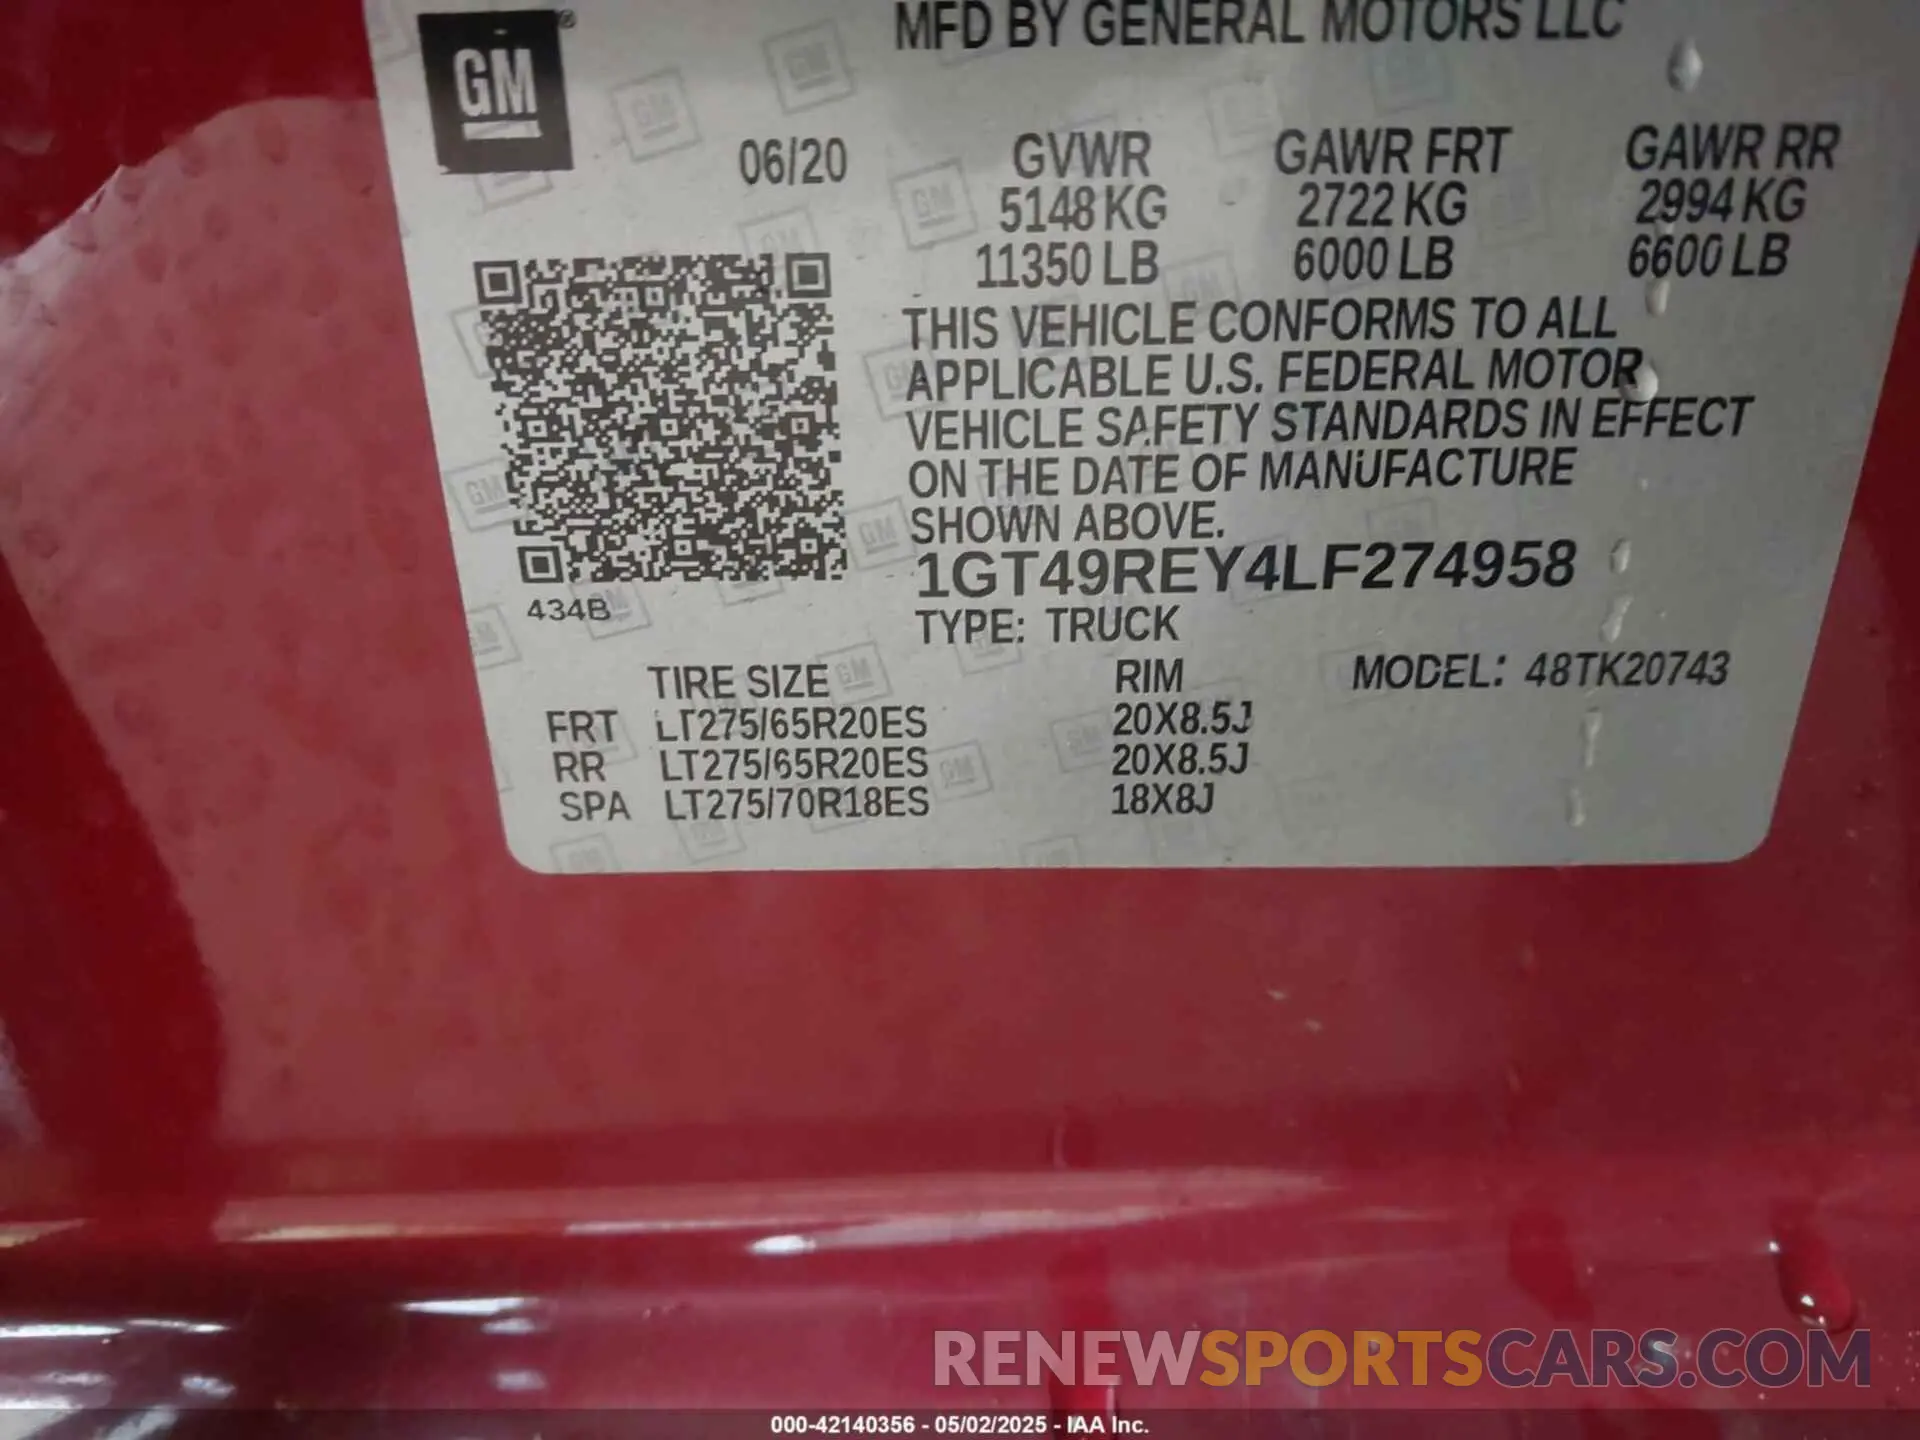 GM®
MFD BY GENERAL MOTORS LLC
06/20 GVWR GAWR FRT GAWR RR
5148 KG 2722 KG 2994 KG
11350 LB 6000 LB 6600 LB
THIS VEHICLE CONFORMS TO ALL
APPLICABLE U.S. FEDERAL MOTOR
VEHICLE SAFETY STANDARDS IN EFFECT
ON THE DATE OF MANUFACTURE
SHOWN ABOVE.
1GT49REY4LF274958
434B
TYPE: TRUCK
TIRE SIZE RIM MODEL: 48TK20743
FRT LT275/65R20ES 20X8.5J
RR LT275/65R20ES 20X8.5J
SPA LT275/70R18ES 18X8J
RENEWSPORTSCARS.COM
000-42140356 - 05/02/2025 - IAA Inc.